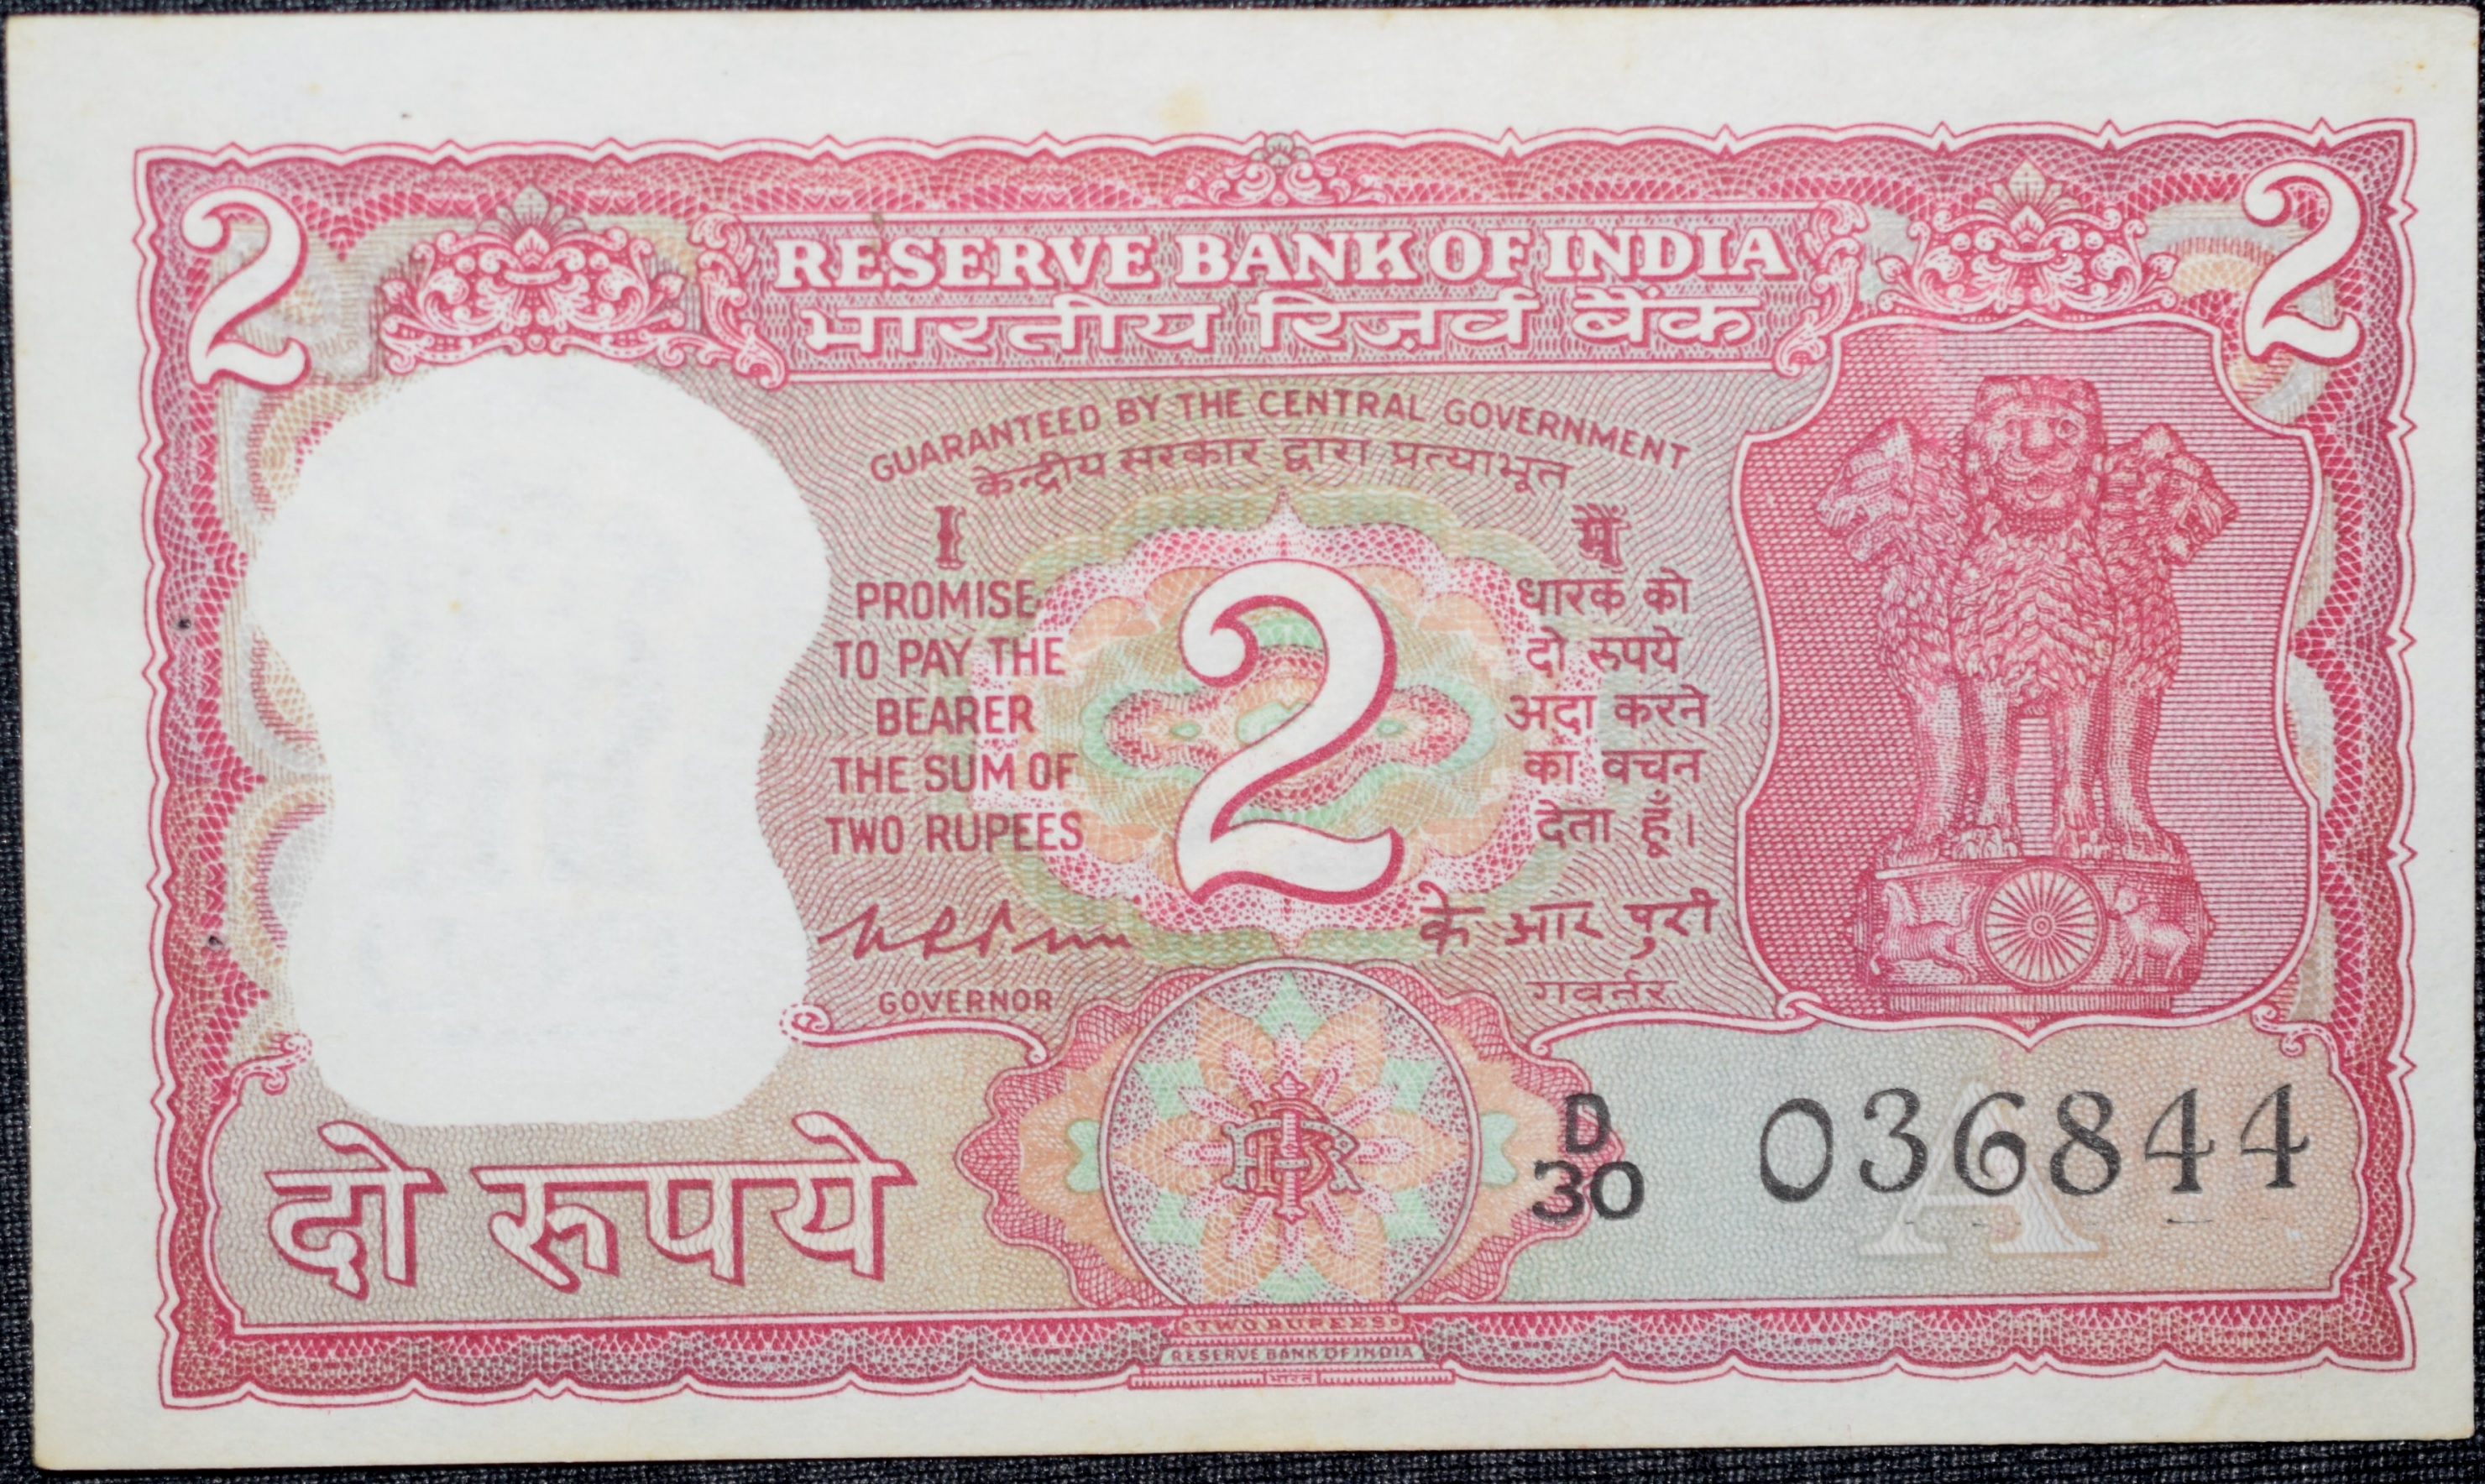 2 2
RESERVE BANK OF INDIA
भारतीय रिज़र्व बैंक
GUARANTEED BY THE CENTRAL GOVERNMENT
केन्द्रीय सरकार द्वारा प्रत्याभूत
I
PROMISE
TO PAY THE
BEARER
THE SUM OF
TWO RUPEES
2
मैं
धारक को
दो रुपये
अदा करने
का वचन
देता हूँ।
के आर पुरी
GOVERNOR
गवर्नर
दो रुपये
D
30
036844
A
TWO RUPEES
RESERVE BANK OF INDIA
भारत